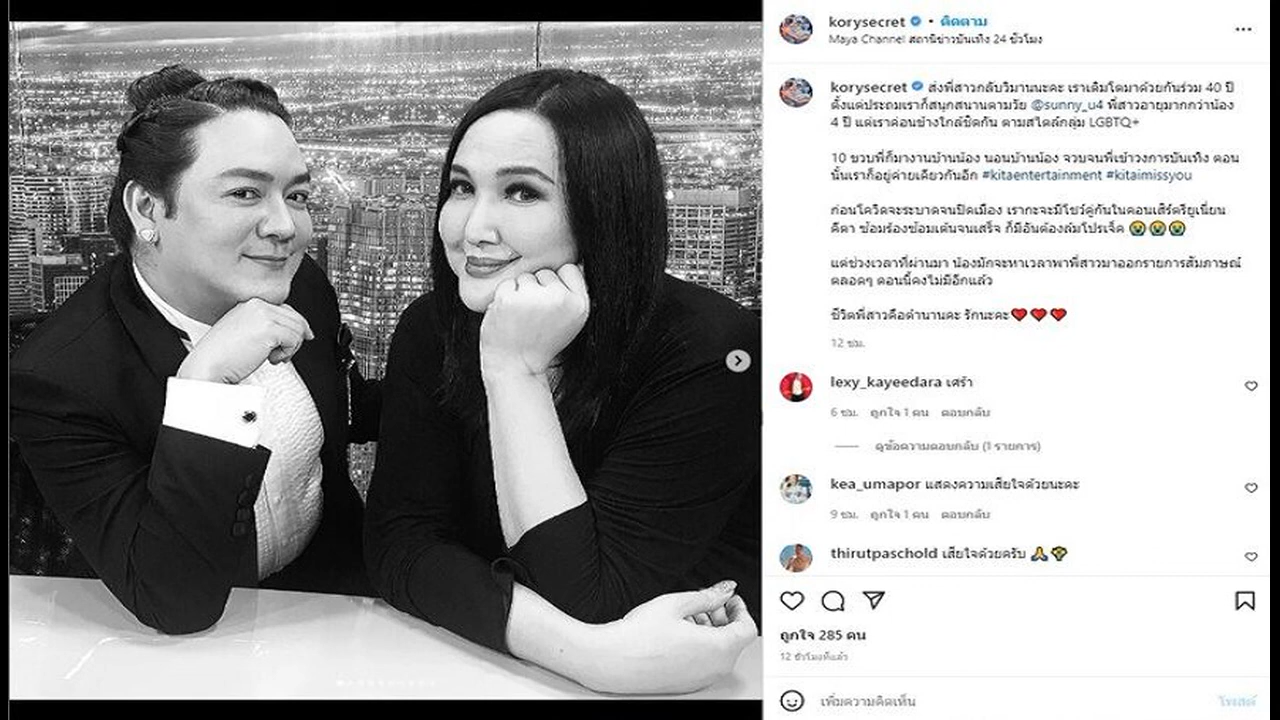 korysecret • ติดตาม
Maya Channel สถานีข่าวบันเทิง 24 ชั่วโมง
korysecret ส่งพี่สาวกลับวิมานนะคะ เราเติบโตมาด้วยกันร่วม 40 ปี
ตั้งแต่ประถมเราก็สนุกสนานตามวัย @sunny_u4 พี่สาวอายุมากกว่าน้อง
4 ปี แต่เราค่อนข้างใกล้ชิดกัน ตามสไตล์กลุ่ม LGBTQ+
10 ขวบพี่ก็มางานบ้านน้อง นอนบ้านน้อง จวบจนพี่เข้าวงการบันเทิง ตอน
นั้นเราก็อยู่ค่ายเดียวกันอีก #kitaentertainment #kitaimissyou
ก่อนโควิดจะระบาดจนปิดเมือง เรากะจะมีโชว์คู่กันในคอนเสิร์ตรียูเนี่ยน
คีตา ซ้อมร้องซ้อมเต้นจนเสร็จ ก็มีอันต้องล่มโปรเจ็ค 😭😭😭
แต่ช่วงเวลาที่ผ่านมา น้องมักจะหาเวลาพาพี่สาวมาออกรายการสัมภาษณ์
ตลอดๆ ตอนนี้คงไม่มีอีกแล้ว
ชีวิตพี่สาวคือตำนานคะ รักนะคะ❤️❤️❤️
12 ชม.
lexy_kayeedara เศร้า
6 ชม. ถูกใจ 1 คน ตอบกลับ
ดูข้อความตอบกลับ (1 รายการ)
kea_umapor แสดงความเสียใจด้วยนะคะ
9 ชม. ถูกใจ 1 คน ตอบกลับ
thirutpaschold เสียใจด้วยครับ 🙏
ถูกใจ 285 คน
12 ชั่วโมงที่แล้ว
เพิ่มความคิดเห็น
โพสต์